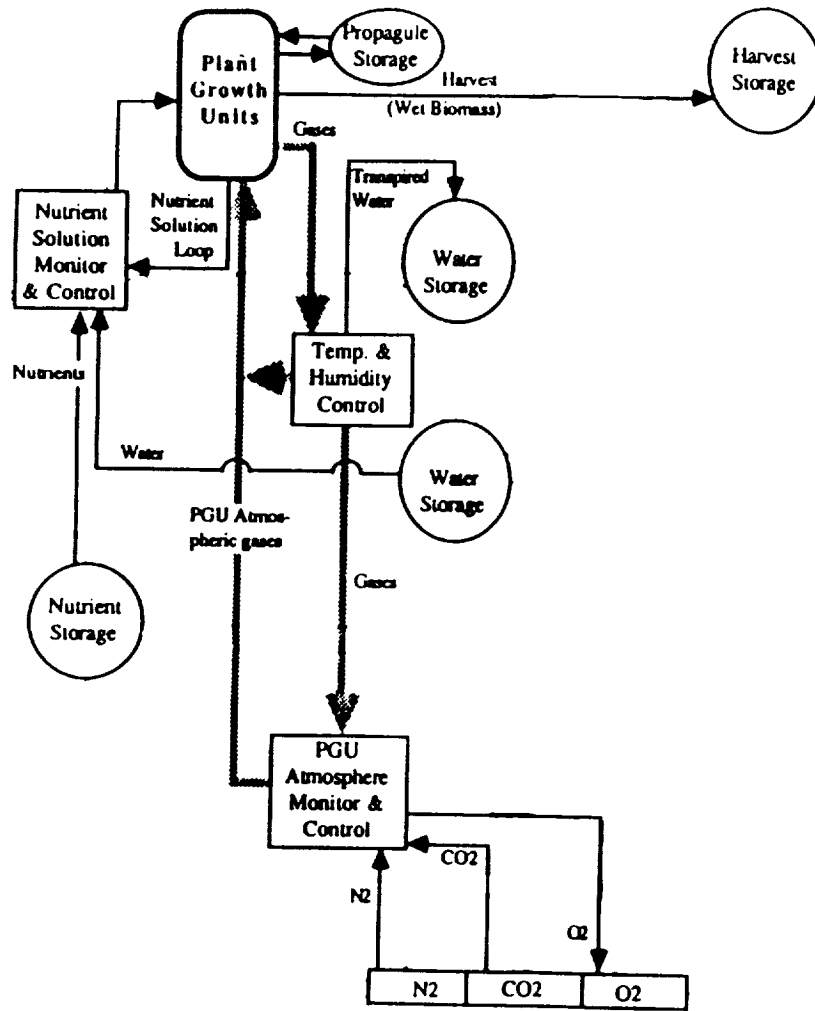 Propagule
Storage
Plant
Growth
Units
Harvest
(Wet Biomass)
Harvest
Storage
Gases
Transpired
Water
Nutrient
Solution
Loop
Nutrient
Solution
Monitor
& Control
Water
Storage
Temp. &
Humidity
Control
Nutrients
Water
Water
Storage
PGU Atmos-
pheric gases
Gases
Nutrient
Storage
PGU
Atmosphere
Monitor &
Control
CO2
N2
O2
N2
CO2
O2